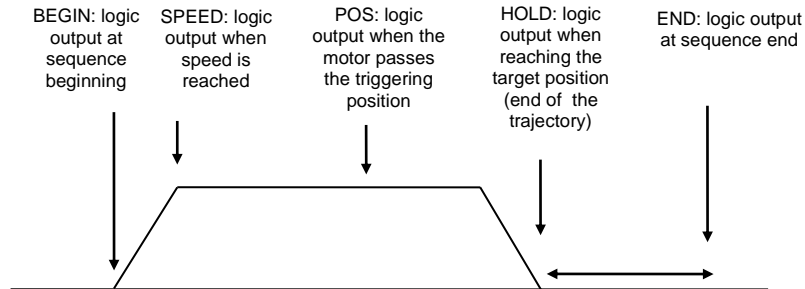 BEGIN: logic
output at
sequence
beginning
SPEED: logic
output when
speed is
reached
POS: logic
output when the
motor passes
the triggering
position
HOLD: logic
output when
reaching the
target position
(end of the
trajectory)
END: logic output
at sequence end